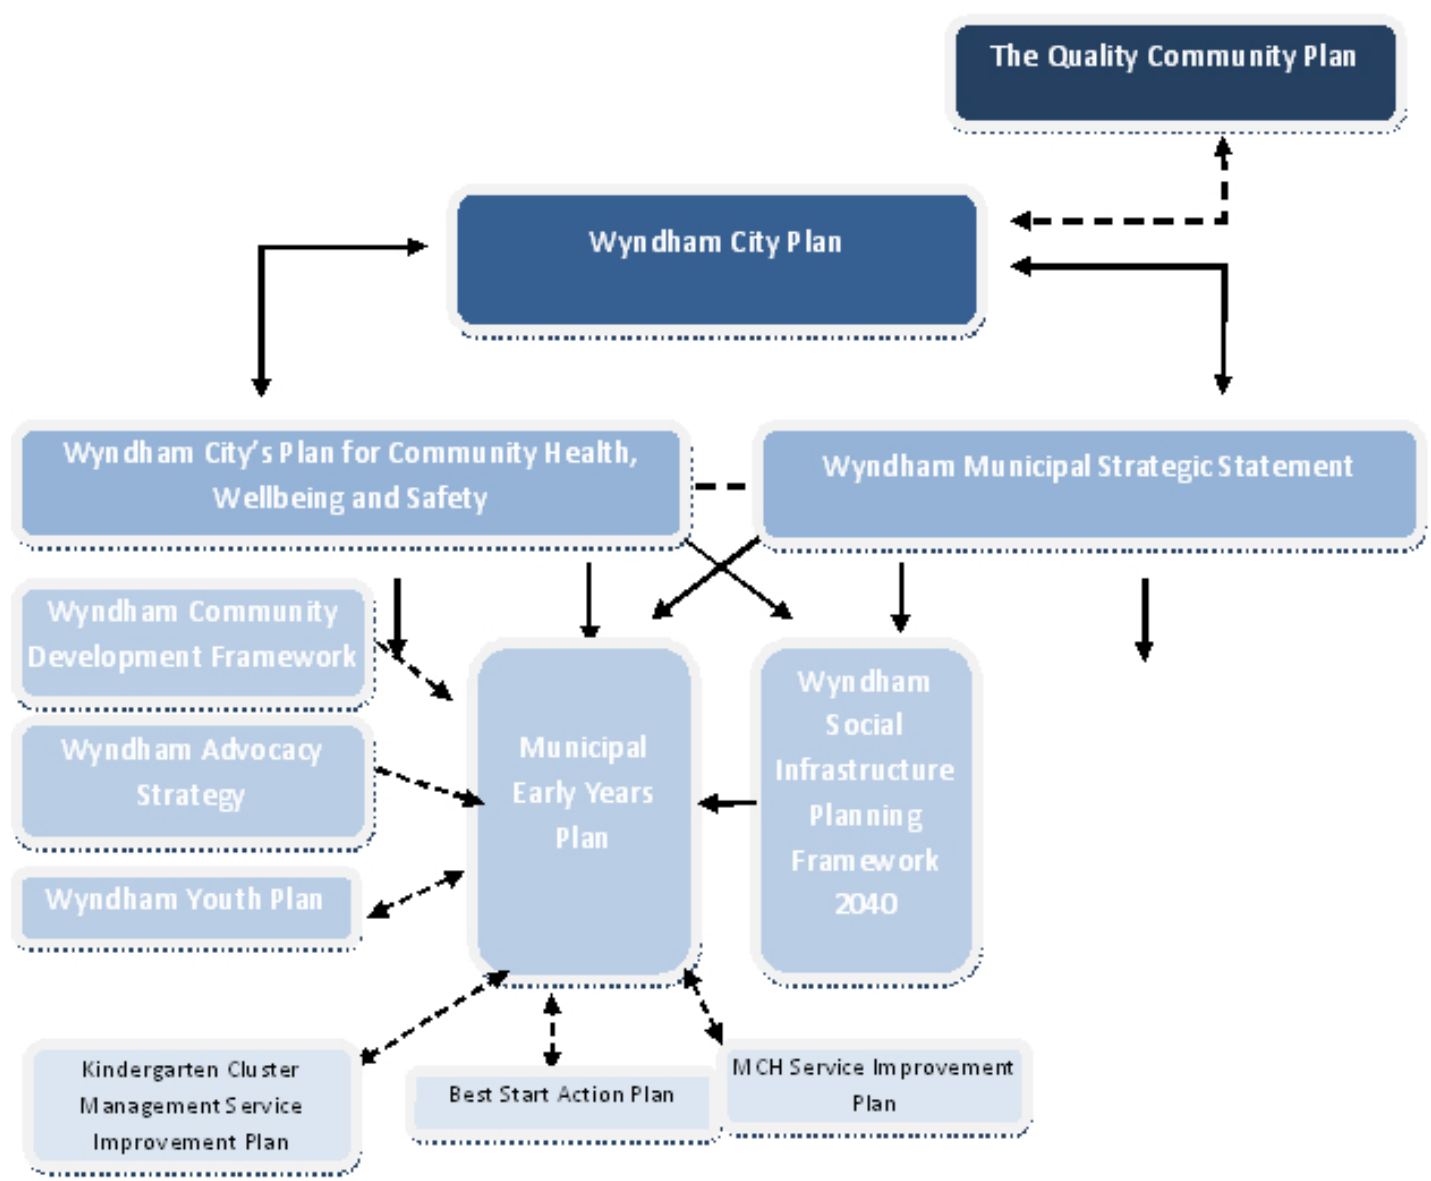 The Quality Community Plan
Wyndham City Plan
Wyndham City’s Plan for Community Health,
Wellbeing and Safety
Wyndham Municipal Strategic Statement
Wyndham Community
Development Framework
Wyndham Advocacy
Strategy
Wyndham Youth Plan
Municipal
Early Years
Plan
Wyndham
Social
Infrastructure
Planning
Framework
2040
Kindergarten Cluster
Management Service
Improvement Plan
Best Start Action Plan
MCH Service Improvement
Plan